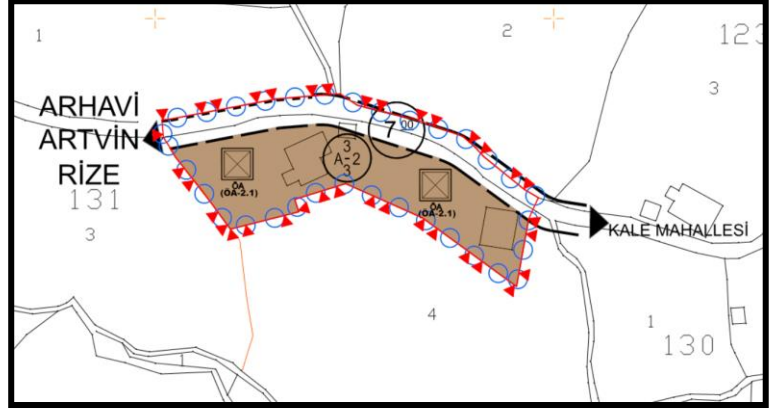 1
2
123
3
ARHAVİ
ARTVİN
RİZE
131
3
7 00
3
A-2
3
ÖA
(ÖA-2.1)
ÖA
(ÖA-2.1)
KALE MAHALLESİ
4
1
130
1